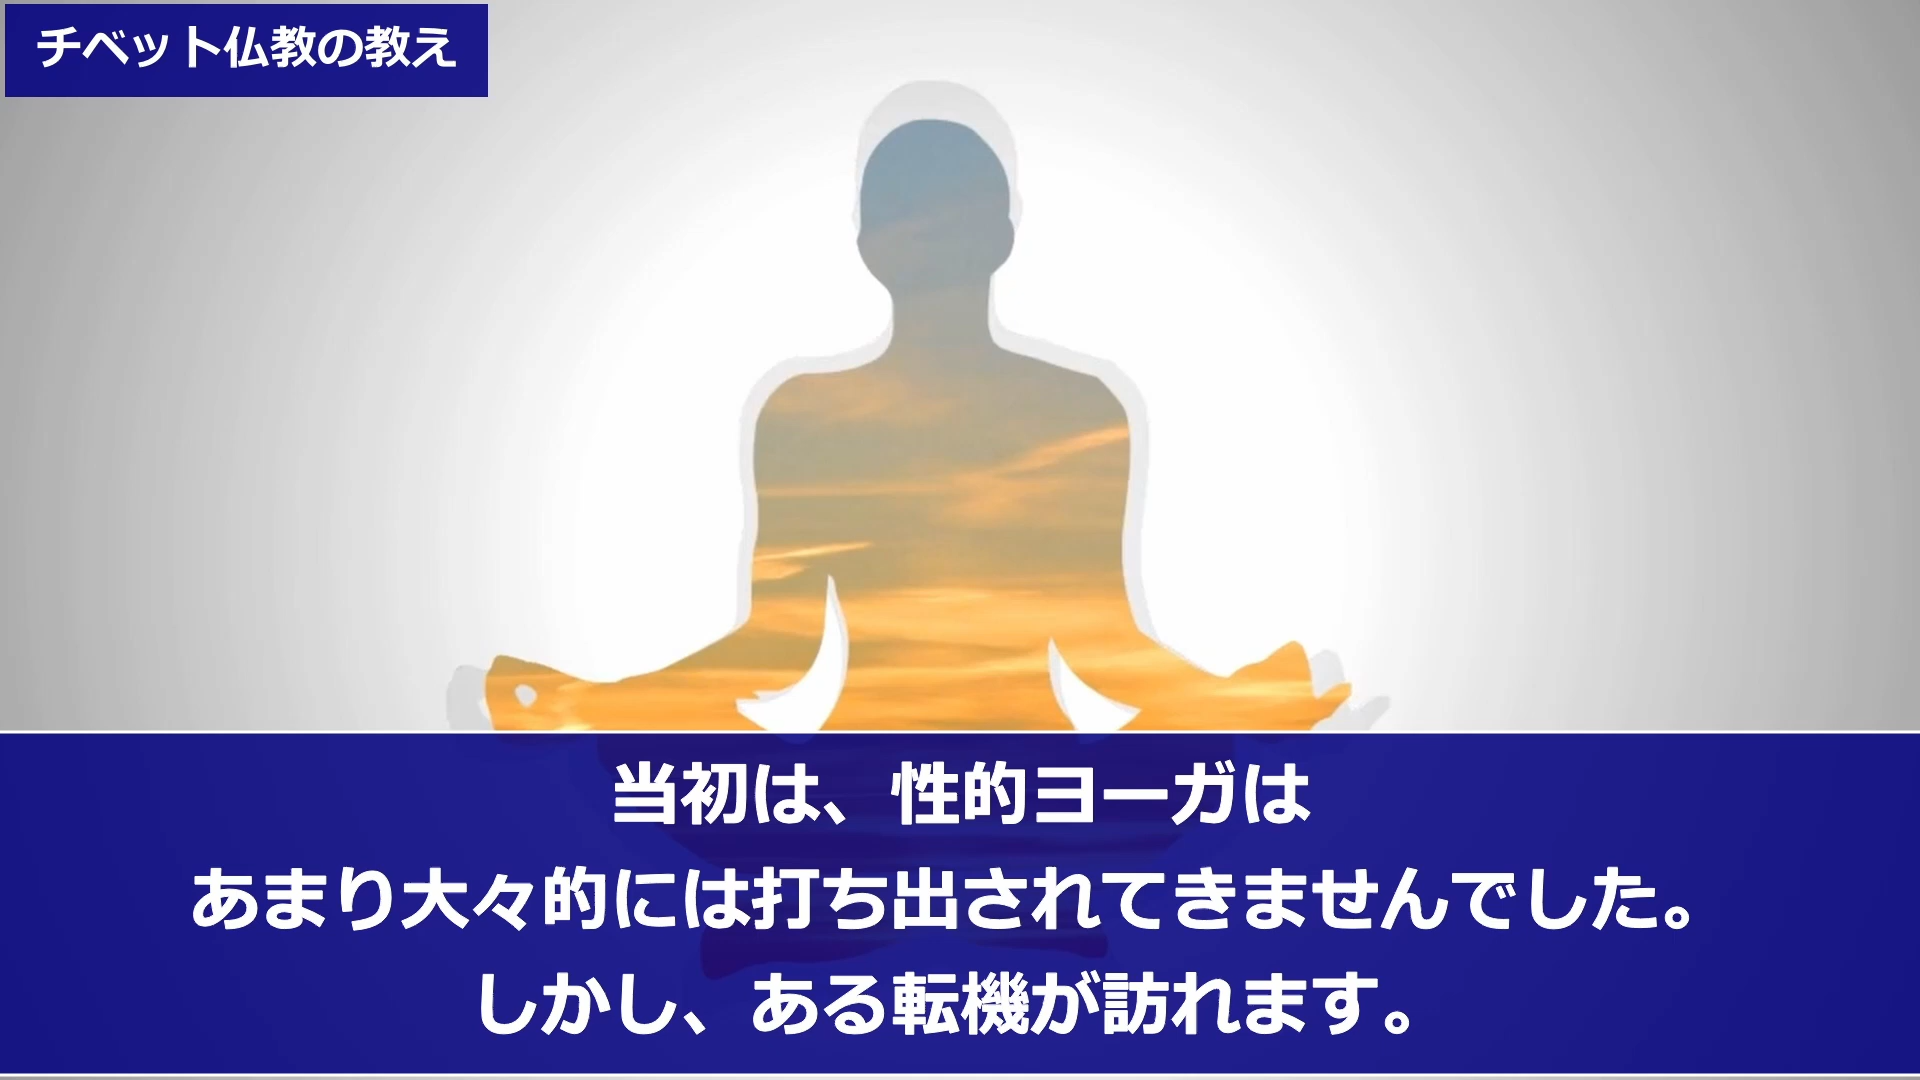 チベット仏教の教え
当初は、性的ヨーガは
あまり大々的には打ち出されてきませんでした。
しかし、ある転機が訪れます。